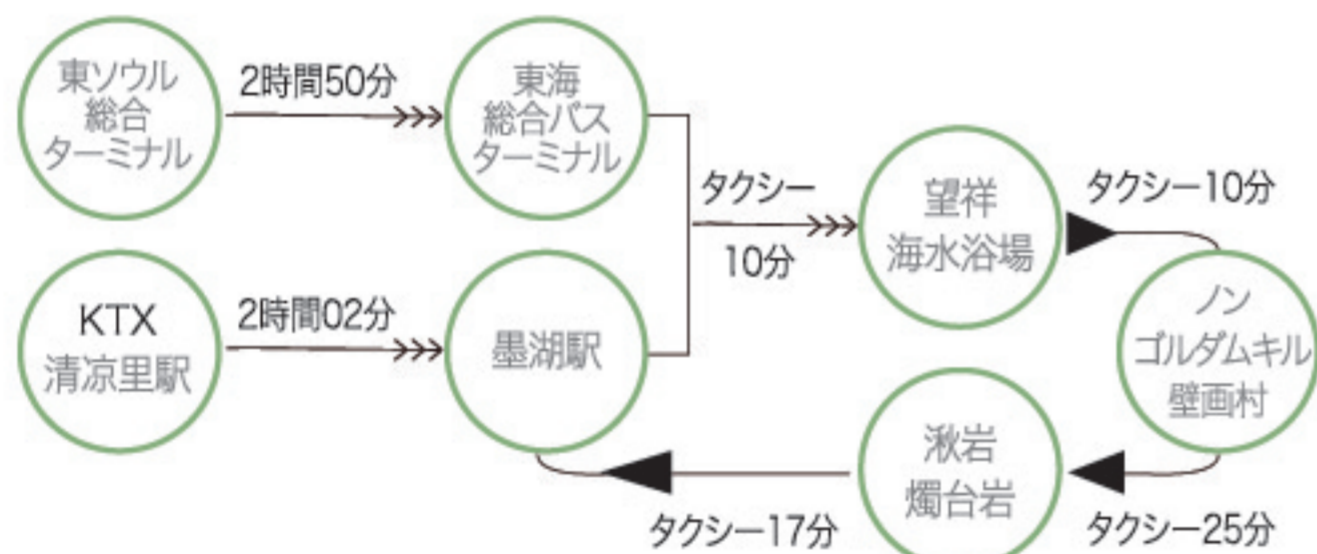 東ソウル
総合
ターミナル
2時間50分
東海
総合バス
ターミナル
KTX
清凉里駅
2時間02分
墨湖駅
タクシー
10分
望祥
海水浴場
タクシー10分
ノン
ゴルダムキル
壁画村
タクシー25分
湫岩
燭台岩
タクシー17分